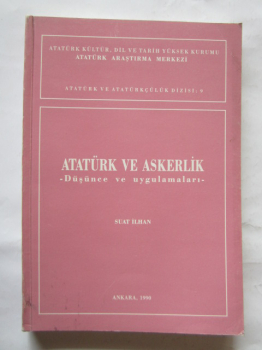 ATATÜRK KÜLTÜR, DİL VE TARİH YÜKSEK KURUMU
ATATÜRK ARAŞTIRMA MERKEZİ
ATATÜRK VE ATATÜRKÇÜLÜK DİZİSİ:
ATATÜRK VE ASKERLİK
-Düşünce ve uygulamaları-
SUAT İLHAN
ANKARA, 1990